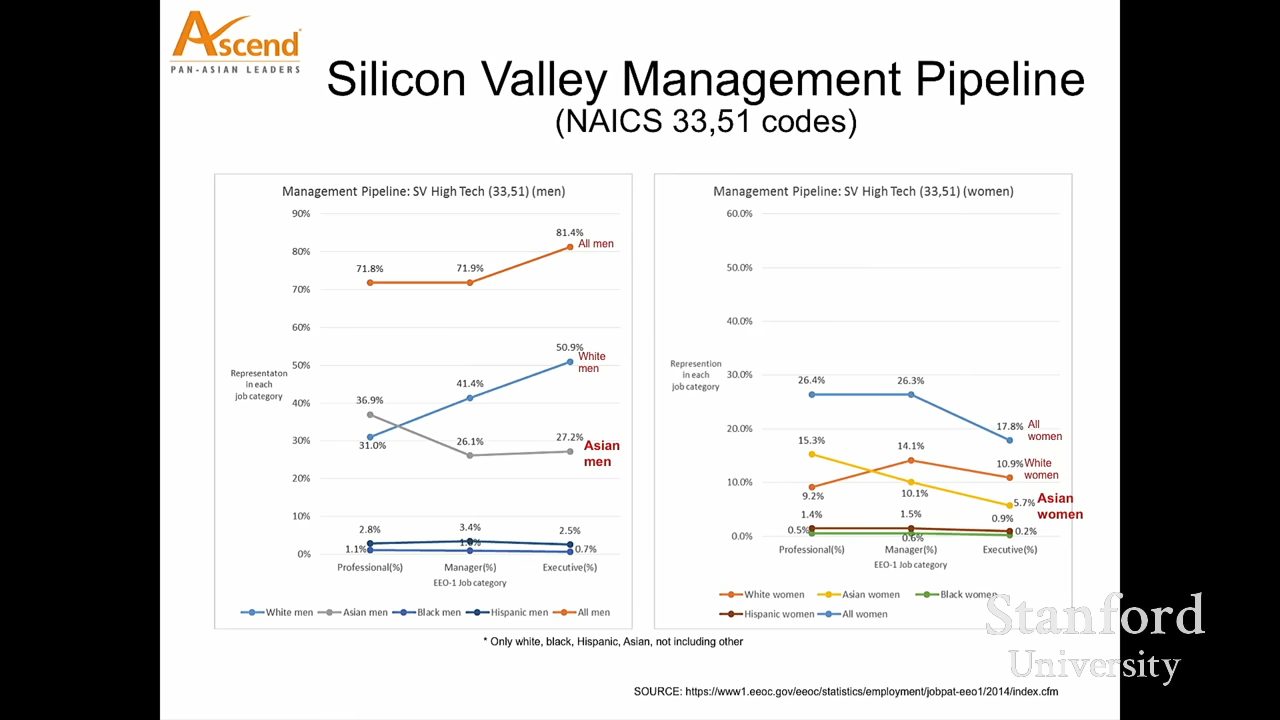 Ascend
PAN-ASIAN LEADERS
Silicon Valley Management Pipeline
(NAICS 33,51 codes)
Management Pipeline: SV High Tech (33,51) (men)
90%
80%
70%
60%
50%
40%
30%
20%
10%
0%
Representaton
in each
job category
71.8%
71.9%
81.4%
All men
31.0%
41.4%
50.9%
White
men
36.9%
26.1%
27.2%
Asian
men
2.8%
3.4%
2.5%
1.1%
0.7%
Professional(%)
Manager(%)
Executive(%)
EEO-1 Job category
White men
Asian men
Black men
Hispanic men
All men
Management Pipeline: SV High Tech (33,51) (women)
60.0%
50.0%
40.0%
30.0%
20.0%
10.0%
0.0%
Represention
in each
job category
26.4%
26.3%
17.8%
All
women
15.3%
14.1%
10.9%
White
women
9.2%
10.1%
5.7%
Asian
women
1.4%
1.5%
0.9%
0.5%
0.6%
0.2%
Professional(%)
Manager(%)
Executive(%)
EEO-1 Job category
White women
Asian women
Black women
Hispanic women
All women
* Only white, black, Hispanic, Asian, not including other
Stanford
University
SOURCE: https://www1.eeoc.gov/eeoc/statistics/employment/jobpat-eeo1/2014/index.cfm